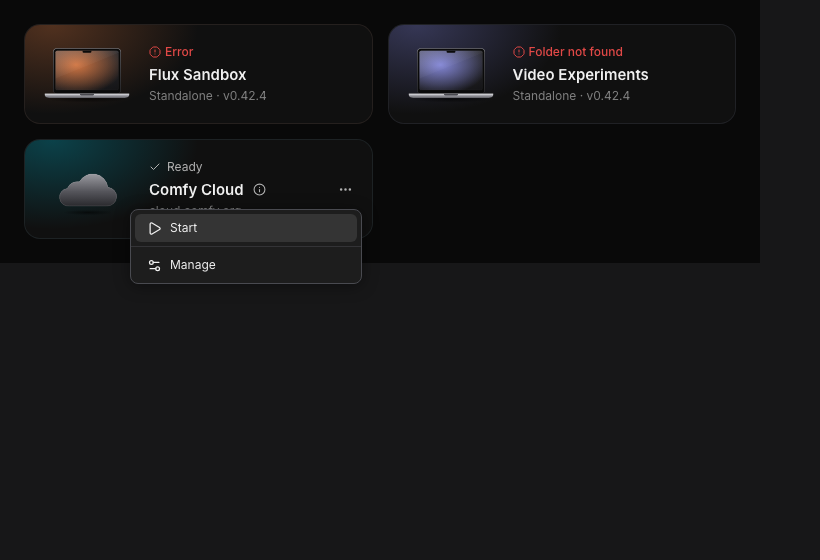 Error
Flux Sandbox
Standalone · v0.42.4
Folder not found
Video Experiments
Standalone · v0.42.4
Ready
Comfy Cloud
Start
Manage